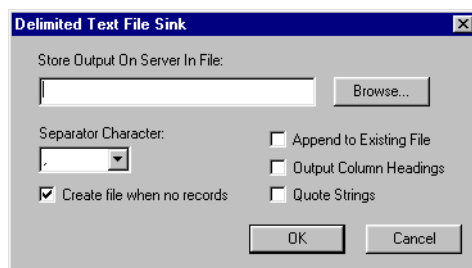 Delimited Text File Sink
Store Output On Server In File:
Browse...
Separator Character:
,
Append to Existing File
Output Column Headings
Create file when no records
Quote Strings
OK
Cancel